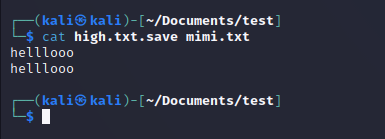 ┌──(kali㉿kali)-[~/Documents/test]
└─$ cat high.txt.save mimi.txt
helllooo
helllooo

┌──(kali㉿kali)-[~/Documents/test]
└─$